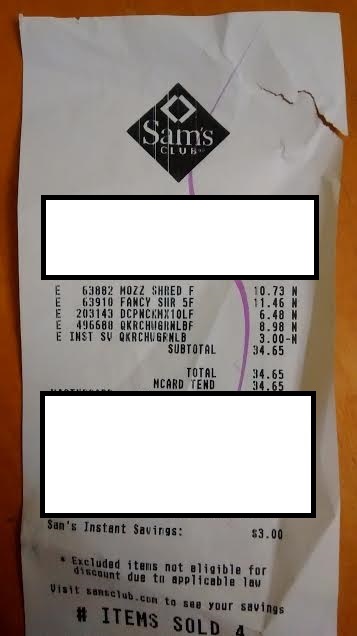 Sam's
CLUB
E 63882 MOZZ SHRED F 10.73 N
E 63910 FANCY SHR 5F 11.46 N
E 203143 DCPNCKMX10LF 6.48 N
E 496688 QKRCHWGRNLBF 8.98 N
E INST SV QKRCHWGRNLB 3.00-N
SUBTOTAL 34.65
TOTAL 34.65
MCARD TEND 34.65
Sam's Instant Savings: $3.00
* Excluded items not eligible for
discount due to applicable law
Visit samsclub.com to see your savings
# ITEMS SOLD 4